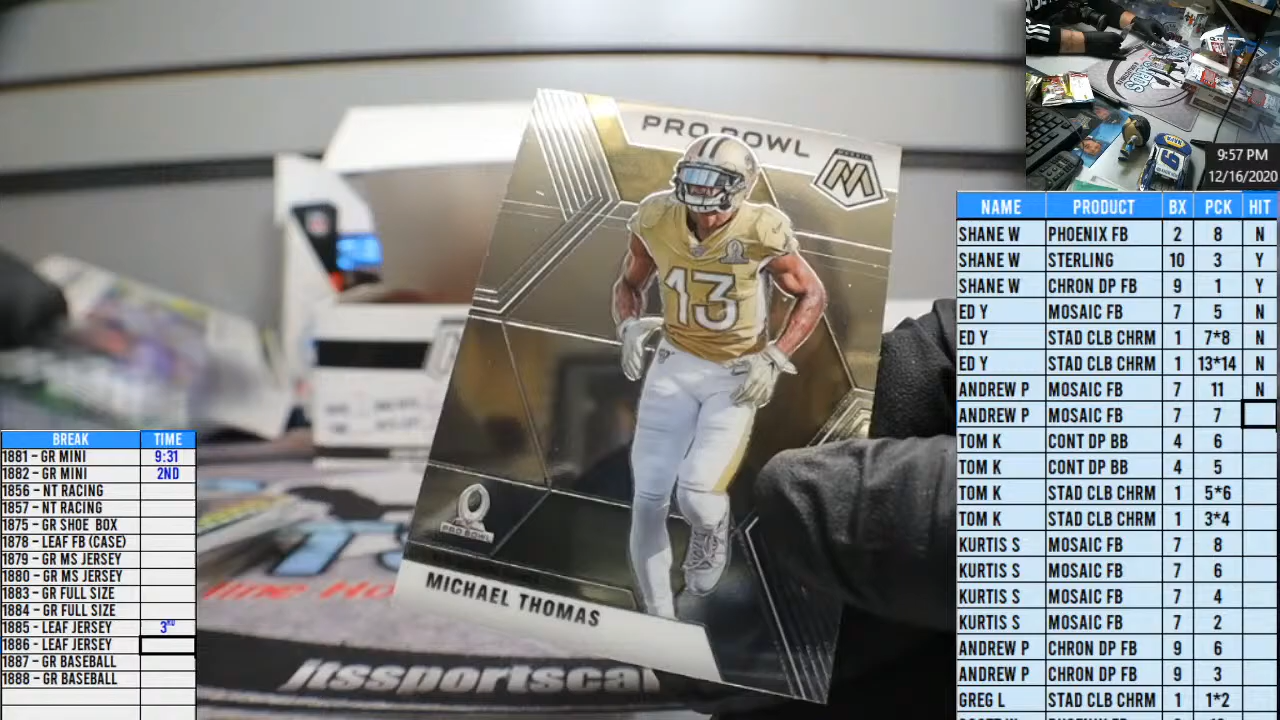 9:57 PM
12/16/2020
PRO BOWL
MOSAIC
13
PRO BOWL
MICHAEL THOMAS
jtssportsca
NAME PRODUCT BX PCK HIT
SHANE W PHOENIX FB 2 8 N
SHANE W STERLING 10 3 Y
SHANE W CHRON DP FB 9 1 Y
ED Y MOSAIC FB 7 5 N
ED Y STAD CLB CHRM 1 7*8 N
ED Y STAD CLB CHRM 1 13*14 N
ANDREW P MOSAIC FB 7 11 N
ANDREW P MOSAIC FB 7 7
TOM K CONT DP BB 4 6
TOM K CONT DP BB 4 5
TOM K STAD CLB CHRM 1 5*6
TOM K STAD CLB CHRM 1 3*4
KURTIS S MOSAIC FB 7 8
KURTIS S MOSAIC FB 7 6
KURTIS S MOSAIC FB 7 4
KURTIS S MOSAIC FB 7 2
ANDREW P CHRON DP FB 9 6
ANDREW P CHRON DP FB 9 3
GREG L STAD CLB CHRM 1 1*2
BREAK TIME
1881 - GR MINI 9:31
1882 - GR MINI 2ND
1856 - NT RACING
1857 - NT RACING
1875 - GR SHOE BOX
1878 - LEAF FB (CASE)
1879 - GR MS JERSEY
1880 - GR MS JERSEY
1883 - GR FULL SIZE
1884 - GR FULL SIZE
1885 - LEAF JERSEY 3RD
1886 - LEAF JERSEY
1887 - GR BASEBALL
1888 - GR BASEBALL